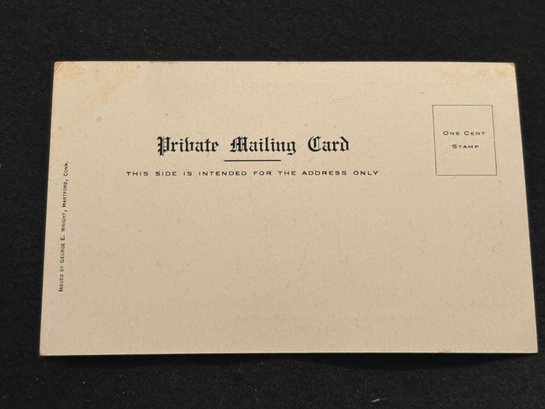 Private Mailing Card
THIS SIDE IS INTENDED FOR THE ADDRESS ONLY
ONE CENT
STAMP
ISSUED BY GEORGE E. WRIGHT, HARTFORD, CONN.